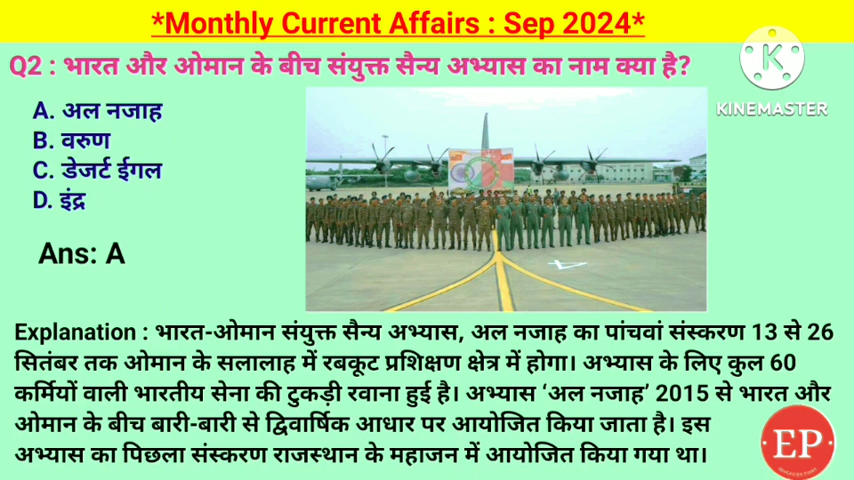 *Monthly Current Affairs : Sep 2024*
Q2 : भारत और ओमान के बीच संयुक्त सैन्य अभ्यास का नाम क्या है?
A. अल नजाह
B. वरुण
C. डेजर्ट ईगल
D. इंद्र
Ans: A
K
KINEMASTER
Explanation : भारत-ओमान संयुक्त सैन्य अभ्यास, अल नजाह का पांचवां संस्करण 13 से 26
सितंबर तक ओमान के सलालाह में रबकूट प्रशिक्षण क्षेत्र में होगा। अभ्यास के लिए कुल 60
कर्मियों वाली भारतीय सेना की टुकड़ी रवाना हुई है। अभ्यास ‘अल नजाह’ 2015 से भारत और
ओमान के बीच बारी-बारी से द्विवार्षिक आधार पर आयोजित किया जाता है। इस
अभ्यास का पिछला संस्करण राजस्थान के महाजन में आयोजित किया गया था।
EP